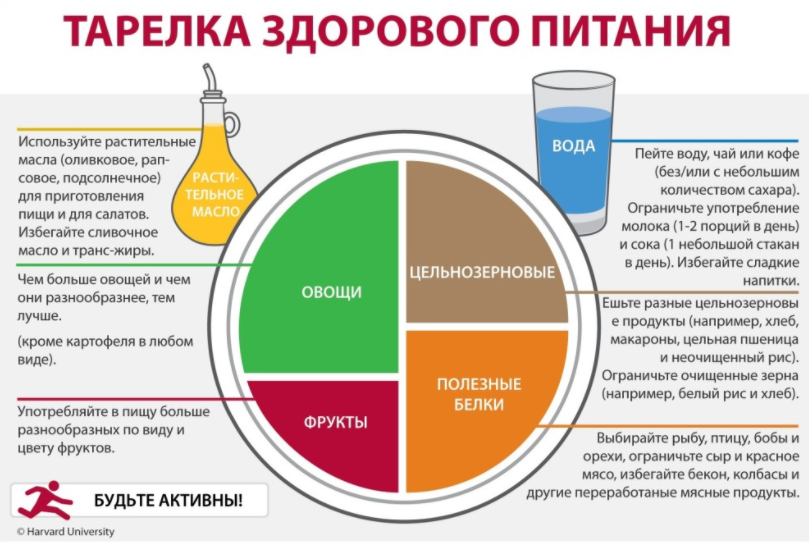 ТАРЕЛКА ЗДОРОВОГО ПИТАНИЯ
Используйте растительные
масла (оливковое, рап-
совое, подсолнечное)
для приготовления
пищи и для салатов.
Избегайте сливочное
масло и транс-жиры.
РАСТИ-
ТЕЛЬНОЕ
МАСЛО
ВОДА
Пейте воду, чай или кофе
(без/или с небольшим
количеством сахара).
Ограничьте употребление
молока (1-2 порций в день)
и сока (1 небольшой стакан
в день). Избегайте сладкие
напитки.
Чем больше овощей и чем
они разнообразнее, тем
лучше.
(кроме картофеля в любом
виде).
ОВОЩИ
ЦЕЛЬНОЗЕРНОВЫЕ
Ешьте разные цельнозерновы
е продукты (например, хлеб,
макароны, цельная пшеница
и неочищенный рис).
Ограничьте очищенные зерна
(например, белый рис и хлеб).
Употребляйте в пищу больше
разнообразных по виду и
цвету фруктов.
ФРУКТЫ
ПОЛЕЗНЫЕ
БЕЛКИ
Выбирайте рыбу, птицу, бобы и
орехи, ограничьте сыр и красное
мясо, избегайте бекон, колбасы и
другие переработаные мясные продукты.
БУДЬТЕ АКТИВНЫ!
© Harvard University